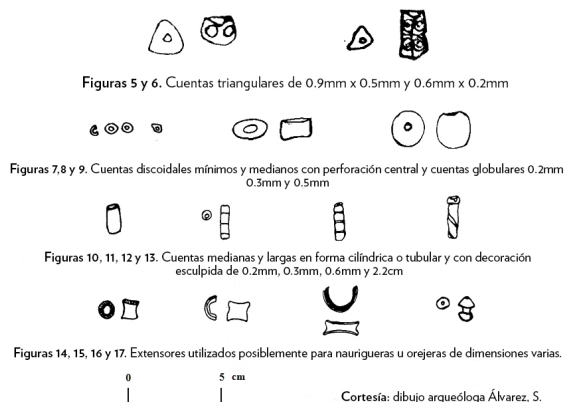 Figuras 5 y 6. Cuentas triangulares de 0.9mm x 0.5mm y 0.6mm x 0.2mm
Figuras 7,8 y 9. Cuentas discoidales mínimos y medianos con perforación central y cuentas globulares 0.2mm
0.3mm y 0.5mm
Figuras 10, 11, 12 y 13. Cuentas medianas y largas en forma cilíndrica o tubular y con decoración
esculpida de 0.2mm, 0.3mm, 0.6mm y 2.2cm
Figuras 14, 15, 16 y 17. Extensores utilizados posiblemente para naurigueras u orejeras de dimensiones varias.
0 5 cm
Cortesía: dibujo arqueóloga Álvarez, S.